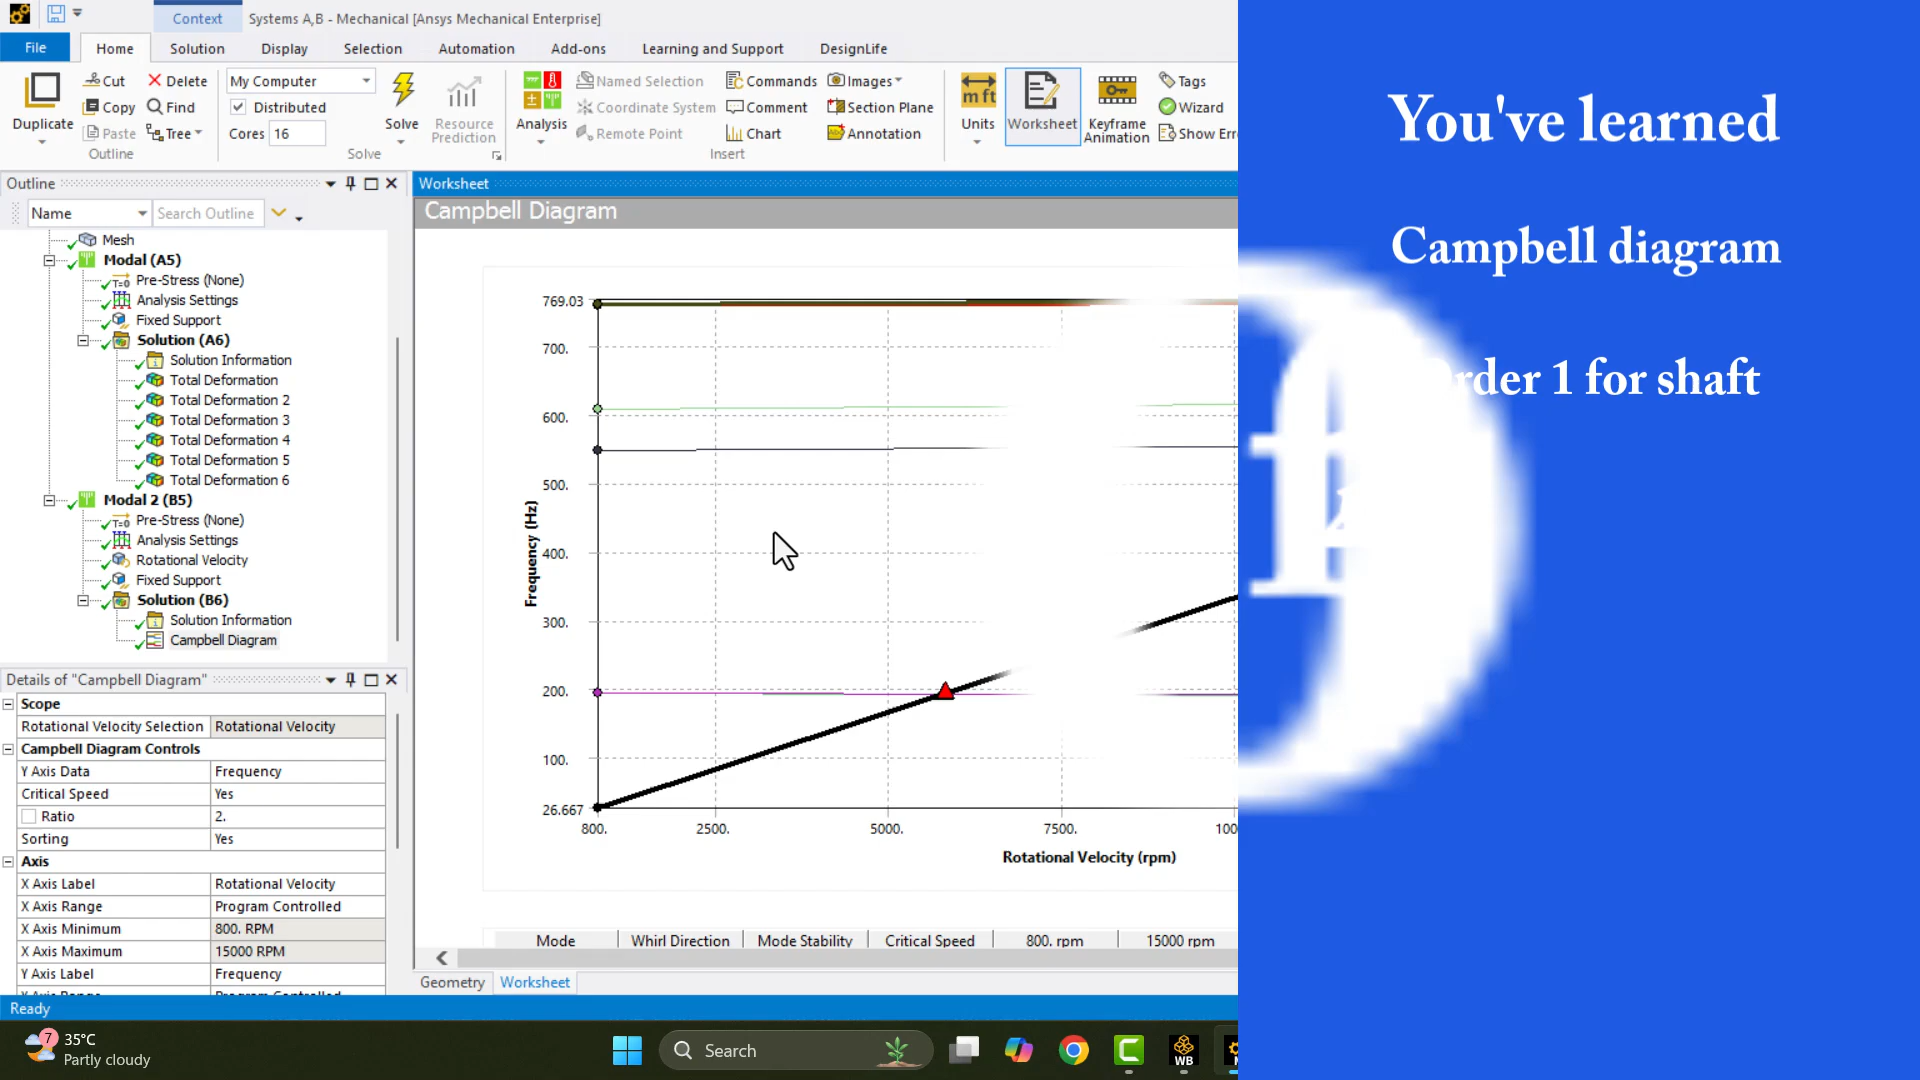 Context
Systems A,B - Mechanical [Ansys Mechanical Enterprise]
File
Home
Solution
Display
Selection
Automation
Add-ons
Learning and Support
DesignLife
Duplicate
Cut
Copy
Paste
Delete
Find
Tree
Outline
My Computer
Distributed
Cores 16
Solve
Resource
Prediction
Solve
Analysis
Named Selection
Coordinate System
Remote Point
Commands
Comment
Chart
Images
Section Plane
Annotation
Insert
m ft
Units
Worksheet
Keyframe
Animation
Tags
Wizard
Show Err
Outline
Name
Search Outline
Mesh
Modal (A5)
Pre-Stress (None)
Analysis Settings
Fixed Support
Solution (A6)
Solution Information
Total Deformation
Total Deformation 2
Total Deformation 3
Total Deformation 4
Total Deformation 5
Total Deformation 6
Modal 2 (B5)
Pre-Stress (None)
Analysis Settings
Rotational Velocity
Fixed Support
Solution (B6)
Solution Information
Campbell Diagram
Details of "Campbell Diagram"
Scope
Rotational Velocity Selection Rotational Velocity
Campbell Diagram Controls
Y Axis Data Frequency
Critical Speed Yes
Ratio 2.
Sorting Yes
Axis
X Axis Label Rotational Velocity
X Axis Range Program Controlled
X Axis Minimum 800. RPM
X Axis Maximum 15000 RPM
Y Axis Label Frequency
Worksheet
Campbell Diagram
769.03
700.
600.
500.
400.
300.
200.
100.
26.667
Frequency (Hz)
800. 2500. 5000. 7500. 100
Rotational Velocity (rpm)
Mode Whirl Direction Mode Stability Critical Speed 800. rpm 15000 rpm
Geometry Worksheet
Ready
7
35°C
Partly cloudy
Search
WB
You've learned
Campbell diagram
rder 1 for shaft